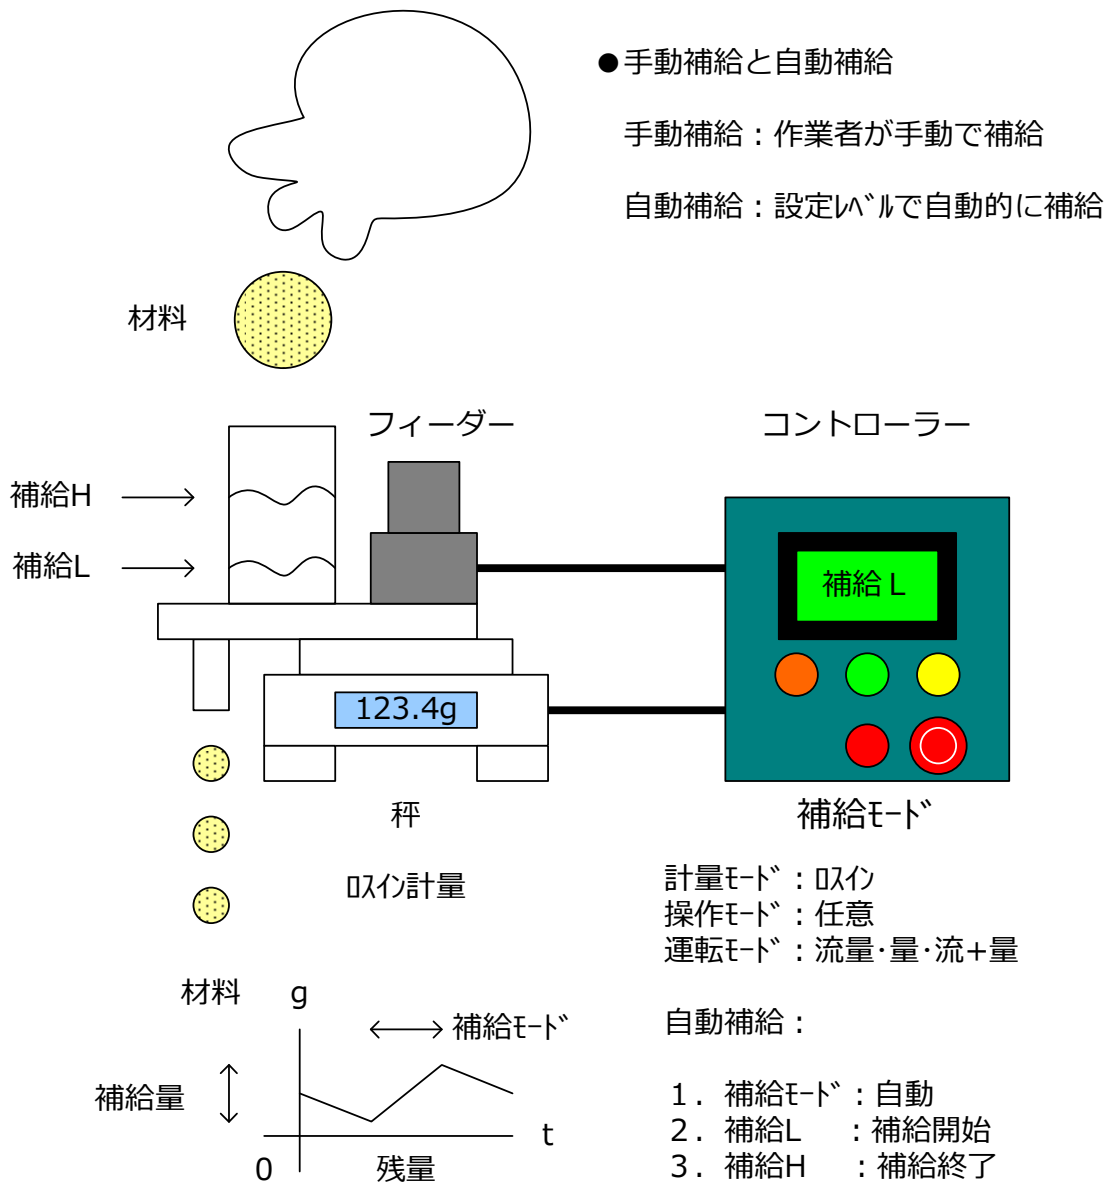 ●手動補給と自動補給
手動補給：作業者が手動で補給
自動補給：設定ﾚﾍﾞﾙで自動的に補給
材料
フィーダー
コントローラー
補給H
補給L
補給Ｌ
123.4g
秤
補給ﾓｰﾄﾞ
ﾛｽｲﾝ計量
計量ﾓｰﾄﾞ：ﾛｽｲﾝ
操作ﾓｰﾄﾞ：任意
運転ﾓｰﾄﾞ：流量･量･流+量
材料
g
補給ﾓｰﾄﾞ
補給量
t
0
残量
自動補給：
１．補給ﾓｰﾄﾞ：自動
２．補給L　：補給開始
３．補給H　：補給終了